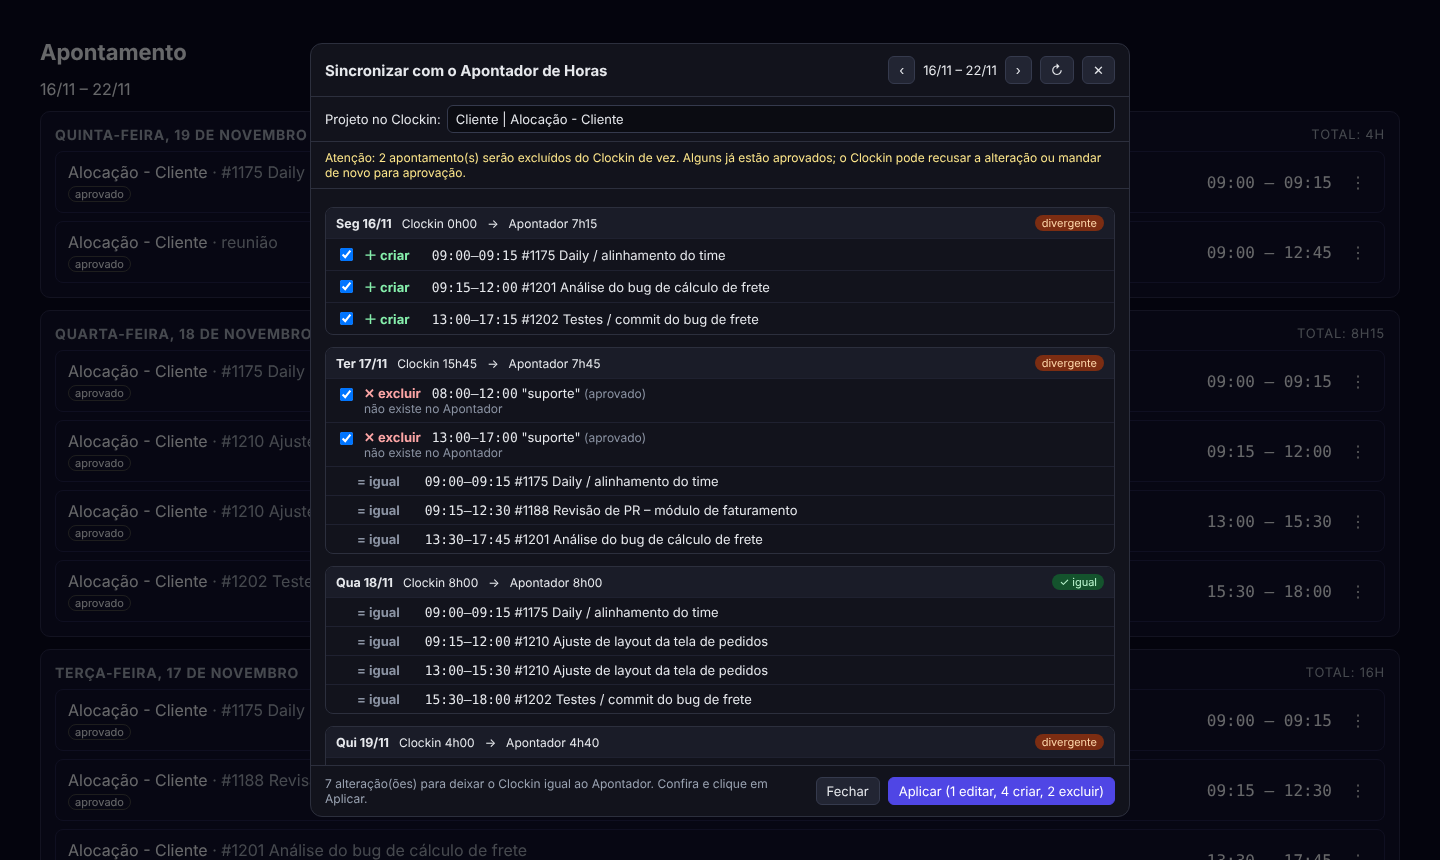 Apontamento
16/11 – 22/11
QUINTA-FEIRA, 19 DE NOVEMBRO
TOTAL: 4H
Alocação - Cliente · #1175 Daily
aprovado
09:00 – 09:15 ⋮
Alocação - Cliente · reunião
aprovado
09:00 – 12:45 ⋮
QUARTA-FEIRA, 18 DE NOVEMBRO
TOTAL: 8H15
Alocação - Cliente · #1175 Daily
aprovado
09:00 – 09:15 ⋮
Alocação - Cliente · #1210 Ajuste
aprovado
09:15 – 12:00 ⋮
Alocação - Cliente · #1210 Ajuste
aprovado
13:00 – 15:30 ⋮
Alocação - Cliente · #1202 Teste
aprovado
15:30 – 18:00 ⋮
TERÇA-FEIRA, 17 DE NOVEMBRO
TOTAL: 16H
Alocação - Cliente · #1175 Daily
aprovado
09:00 – 09:15 ⋮
Alocação - Cliente · #1188 Revis
aprovado
09:15 – 12:30 ⋮
Alocação - Cliente · #1201 Análise do bug de cálculo de frete
13:30 – 17:45
Sincronizar com o Apontador de Horas
‹ 16/11 – 22/11 › ↻ ✕
Projeto no Clockin: Cliente | Alocação - Cliente
Atenção: 2 apontamento(s) serão excluídos do Clockin de vez. Alguns já estão aprovados; o Clockin pode recusar a alteração ou mandar
de novo para aprovação.
Seg 16/11 Clockin 0h00 → Apontador 7h15 divergente
+ criar 09:00–09:15 #1175 Daily / alinhamento do time
+ criar 09:15–12:00 #1201 Análise do bug de cálculo de frete
+ criar 13:00–17:15 #1202 Testes / commit do bug de frete
Ter 17/11 Clockin 15h45 → Apontador 7h45 divergente
✕ excluir 08:00–12:00 "suporte" (aprovado)
não existe no Apontador
✕ excluir 13:00–17:00 "suporte" (aprovado)
não existe no Apontador
= igual 09:00–09:15 #1175 Daily / alinhamento do time
= igual 09:15–12:30 #1188 Revisão de PR – módulo de faturamento
= igual 13:30–17:45 #1201 Análise do bug de cálculo de frete
Qua 18/11 Clockin 8h00 → Apontador 8h00 ✓ igual
= igual 09:00–09:15 #1175 Daily / alinhamento do time
= igual 09:15–12:00 #1210 Ajuste de layout da tela de pedidos
= igual 13:00–15:30 #1210 Ajuste de layout da tela de pedidos
= igual 15:30–18:00 #1202 Testes / commit do bug de frete
Qui 19/11 Clockin 4h00 → Apontador 4h40 divergente
7 alteração(ões) para deixar o Clockin igual ao Apontador. Confira e clique em
Aplicar.
Fechar
Aplicar (1 editar, 4 criar, 2 excluir)